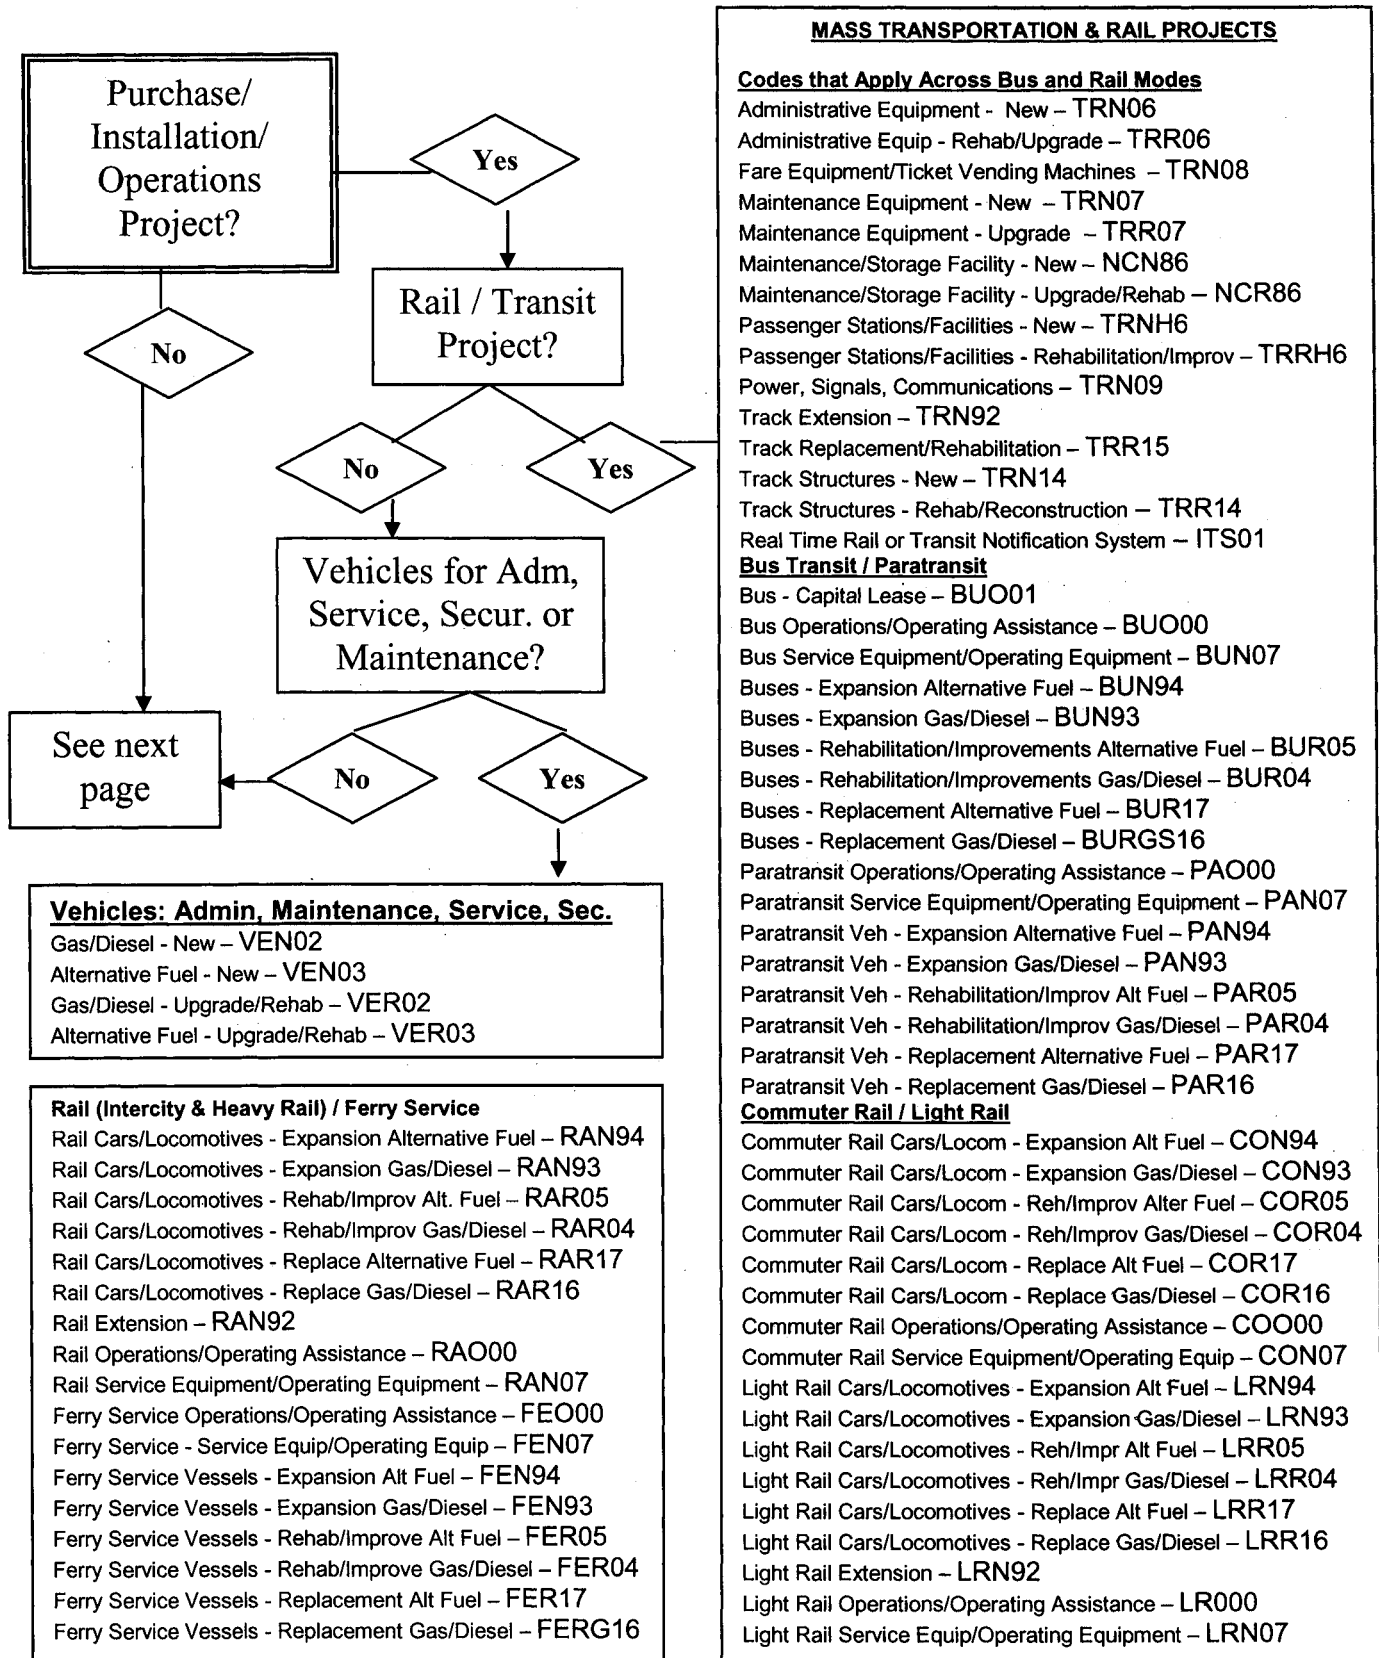 Purchase/
Installation/
Operations
Project?
Yes
No
Rail / Transit
Project?
No
Yes
Vehicles for Adm,
Service, Secur. or
Maintenance?
No
Yes
See next
page
Vehicles: Admin, Maintenance, Service, Sec.
Gas/Diesel - New – VEN02
Alternative Fuel - New – VEN03
Gas/Diesel - Upgrade/Rehab – VER02
Alternative Fuel - Upgrade/Rehab – VER03
Rail (Intercity & Heavy Rail) / Ferry Service
Rail Cars/Locomotives - Expansion Alternative Fuel – RAN94
Rail Cars/Locomotives - Expansion Gas/Diesel – RAN93
Rail Cars/Locomotives - Rehab/Improv Alt. Fuel – RAR05
Rail Cars/Locomotives - Rehab/Improv Gas/Diesel – RAR04
Rail Cars/Locomotives - Replace Alternative Fuel – RAR17
Rail Cars/Locomotives - Replace Gas/Diesel – RAR16
Rail Extension – RAN92
Rail Operations/Operating Assistance – RAO00
Rail Service Equipment/Operating Equipment – RAN07
Ferry Service Operations/Operating Assistance – FEO00
Ferry Service - Service Equip/Operating Equip – FEN07
Ferry Service Vessels - Expansion Alt Fuel – FEN94
Ferry Service Vessels - Expansion Gas/Diesel – FEN93
Ferry Service Vessels - Rehab/Improve Alt Fuel – FER05
Ferry Service Vessels - Rehab/Improve Gas/Diesel – FER04
Ferry Service Vessels - Replacement Alt Fuel – FER17
Ferry Service Vessels - Replacement Gas/Diesel – FERG16
MASS TRANSPORTATION & RAIL PROJECTS
Codes that Apply Across Bus and Rail Modes
Administrative Equipment - New – TRN06
Administrative Equip - Rehab/Upgrade – TRR06
Fare Equipment/Ticket Vending Machines – TRN08
Maintenance Equipment - New – TRN07
Maintenance Equipment - Upgrade – TRR07
Maintenance/Storage Facility - New – NCN86
Maintenance/Storage Facility - Upgrade/Rehab – NCR86
Passenger Stations/Facilities - New – TRNH6
Passenger Stations/Facilities - Rehabilitation/Improv – TRRH6
Power, Signals, Communications – TRN09
Track Extension – TRN92
Track Replacement/Rehabilitation – TRR15
Track Structures - New – TRN14
Track Structures - Rehab/Reconstruction – TRR14
Real Time Rail or Transit Notification System – ITS01
Bus Transit / Paratransit
Bus - Capital Lease – BUO01
Bus Operations/Operating Assistance – BUO00
Bus Service Equipment/Operating Equipment – BUN07
Buses - Expansion Alternative Fuel – BUN94
Buses - Expansion Gas/Diesel – BUN93
Buses - Rehabilitation/Improvements Alternative Fuel – BUR05
Buses - Rehabilitation/Improvements Gas/Diesel – BUR04
Buses - Replacement Alternative Fuel – BUR17
Buses - Replacement Gas/Diesel – BURGS16
Paratransit Operations/Operating Assistance – PAO00
Paratransit Service Equipment/Operating Equipment – PAN07
Paratransit Veh - Expansion Alternative Fuel – PAN94
Paratransit Veh - Expansion Gas/Diesel – PAN93
Paratransit Veh - Rehabilitation/Improv Alt Fuel – PAR05
Paratransit Veh - Rehabilitation/Improv Gas/Diesel – PAR04
Paratransit Veh - Replacement Alternative Fuel – PAR17
Paratransit Veh - Replacement Gas/Diesel – PAR16
Commuter Rail / Light Rail
Commuter Rail Cars/Locom - Expansion Alt Fuel – CON94
Commuter Rail Cars/Locom - Expansion Gas/Diesel – CON93
Commuter Rail Cars/Locom - Reh/Improv Alter Fuel – COR05
Commuter Rail Cars/Locom - Reh/Improv Gas/Diesel – COR04
Commuter Rail Cars/Locom - Replace Alt Fuel – COR17
Commuter Rail Cars/Locom - Replace Gas/Diesel – COR16
Commuter Rail Operations/Operating Assistance – COO00
Commuter Rail Service Equipment/Operating Equip – CON07
Light Rail Cars/Locomotives - Expansion Alt Fuel – LRN94
Light Rail Cars/Locomotives - Expansion Gas/Diesel – LRN93
Light Rail Cars/Locomotives - Reh/Impr Alt Fuel – LRR05
Light Rail Cars/Locomotives - Reh/Impr Gas/Diesel – LRR04
Light Rail Cars/Locomotives - Replace Alt Fuel – LRR17
Light Rail Cars/Locomotives - Replace Gas/Diesel – LRR16
Light Rail Extension – LRN92
Light Rail Operations/Operating Assistance – LR000
Light Rail Service Equip/Operating Equipment – LRN07